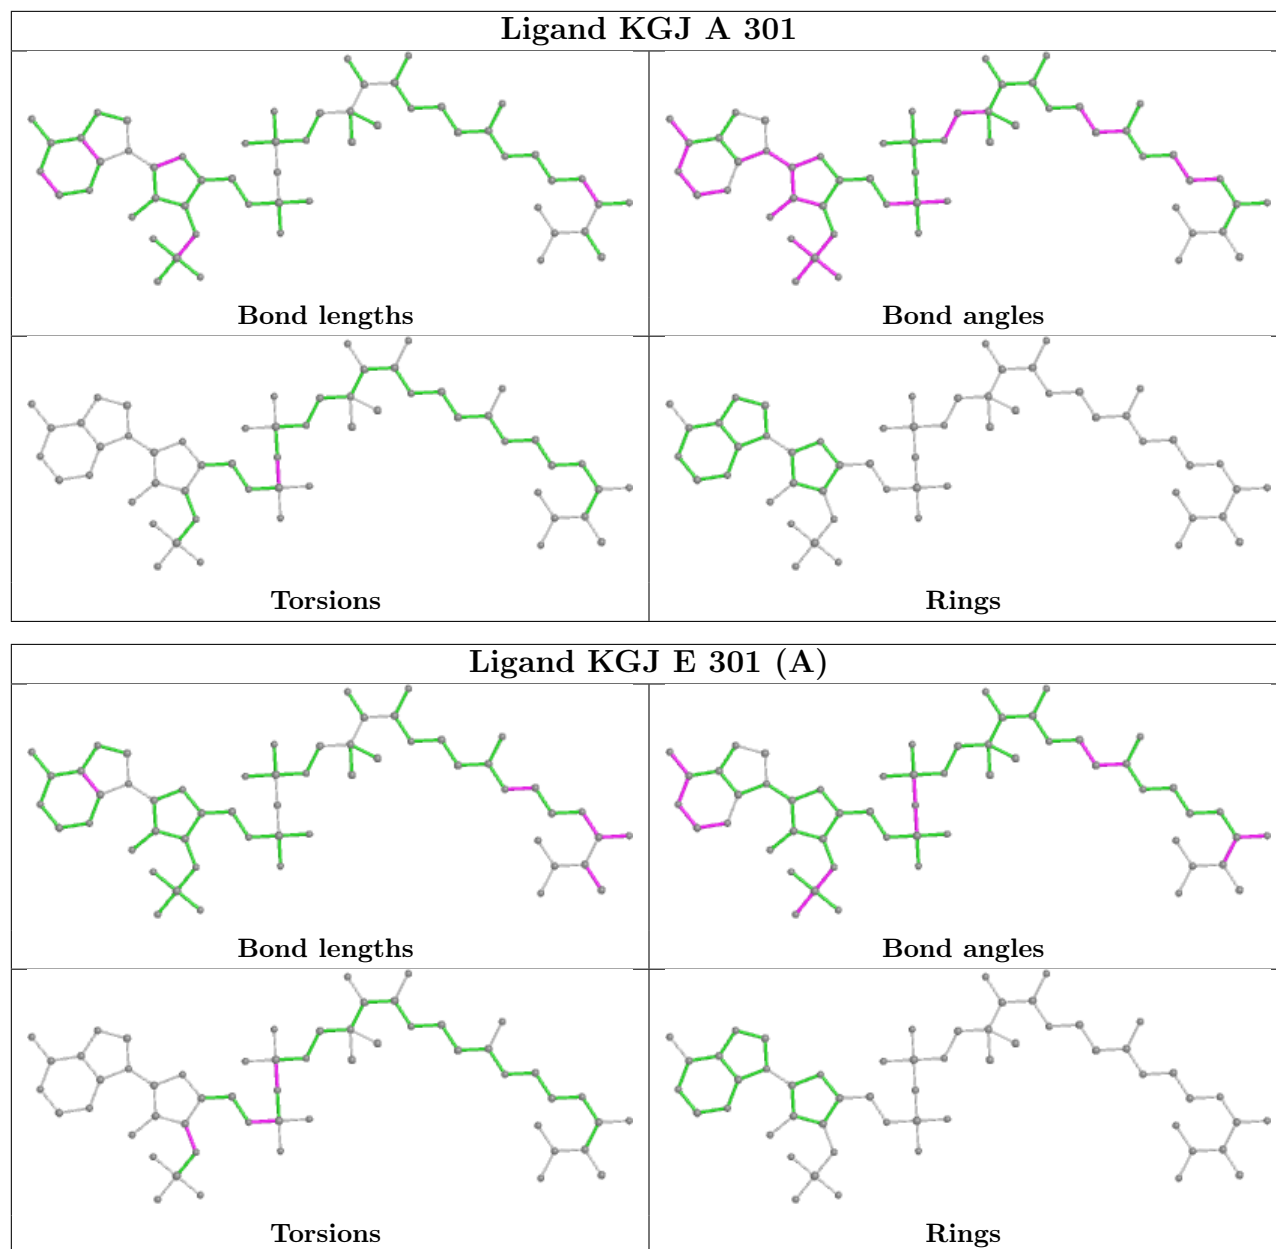 Ligand KGJ A 301
Bond lengths
Bond angles
Torsions
Rings
Ligand KGJ E 301 (A)
Bond lengths
Bond angles
Torsions
Rings